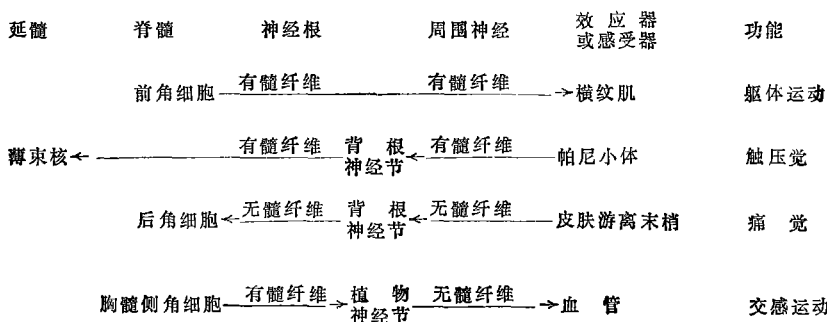 延髓 脊髓 神经根 周围神经 效应器或感受器 功能
前角细胞 有髓纤维 有髓纤维 横纹肌 躯体运动
薄束核 有髓纤维 背根神经节 有髓纤维 帕尼小体 触压觉
后角细胞 无髓纤维 背根神经节 无髓纤维 皮肤游离末梢 痛觉
胸髓侧角细胞 有髓纤维 植物神经节 无髓纤维 血管 交感运动